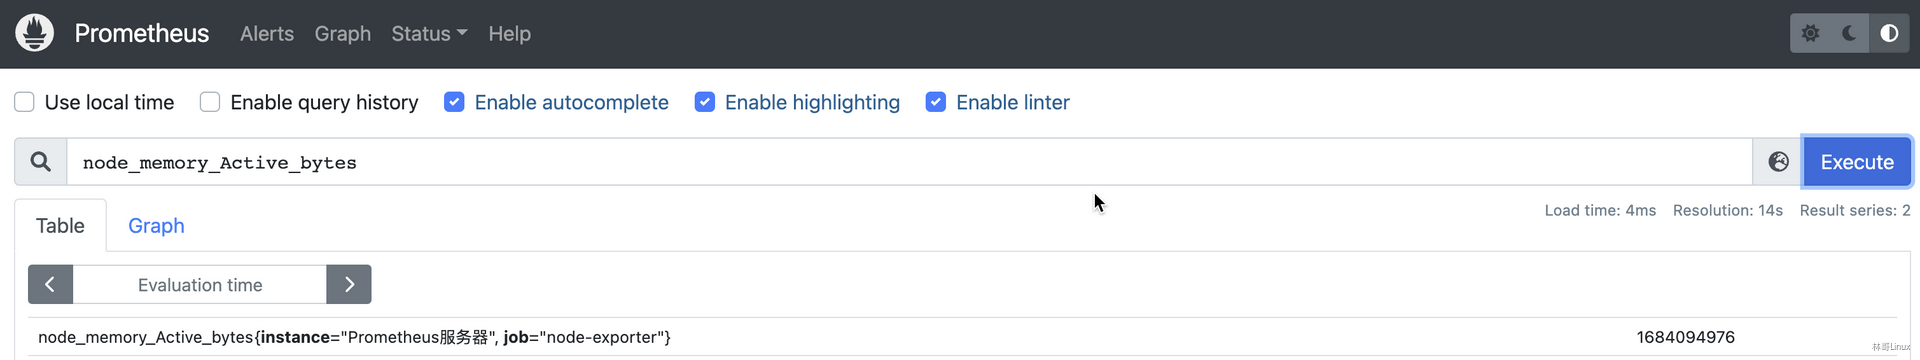 Prometheus Alerts Graph Status Help
Use local time Enable query history Enable autocomplete Enable highlighting Enable linter
node_memory_Active_bytes Execute
Load time: 4ms Resolution: 14s Result series: 2
Table Graph
Evaluation time
node_memory_Active_bytes{instance="Prometheus服务器", job="node-exporter"} 1684094976
林哥Linux